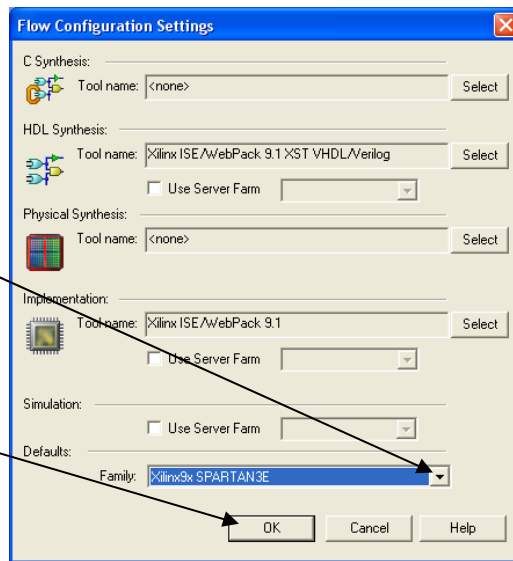 Flow Configuration Settings
C Synthesis:
Tool name: <none> Select
HDL Synthesis:
Tool name: Xilinx ISE/WebPack 9.1 XST VHDL/Verilog Select
Use Server Farm
Physical Synthesis:
Tool name: <none> Select
Implementation:
Tool name: Xilinx ISE/WebPack 9.1 Select
Use Server Farm
Simulation:
Use Server Farm
Defaults:
Family: Xilinx9x SPARTAN3E
OK Cancel Help